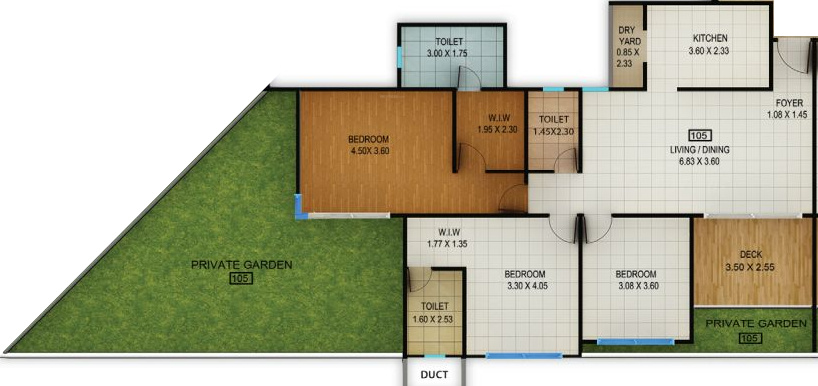 TOILET
3.00 X 1.75
DRY
YARD
0.85 X
2.33
KITCHEN
3.60 X 2.33
FOYER
1.08 X 1.45
BEDROOM
4.50X 3.60
W.I.W
1.95 X 2.30
TOILET
1.45X2.30
105
LIVING / DINING
6.83 X 3.60
PRIVATE GARDEN
105
W.I.W
1.77 X 1.35
BEDROOM
3.30 X 4.05
TOILET
1.60 X 2.53
BEDROOM
3.08 X 3.60
DECK
3.50 X 2.55
PRIVATE GARDEN
105
DUCT